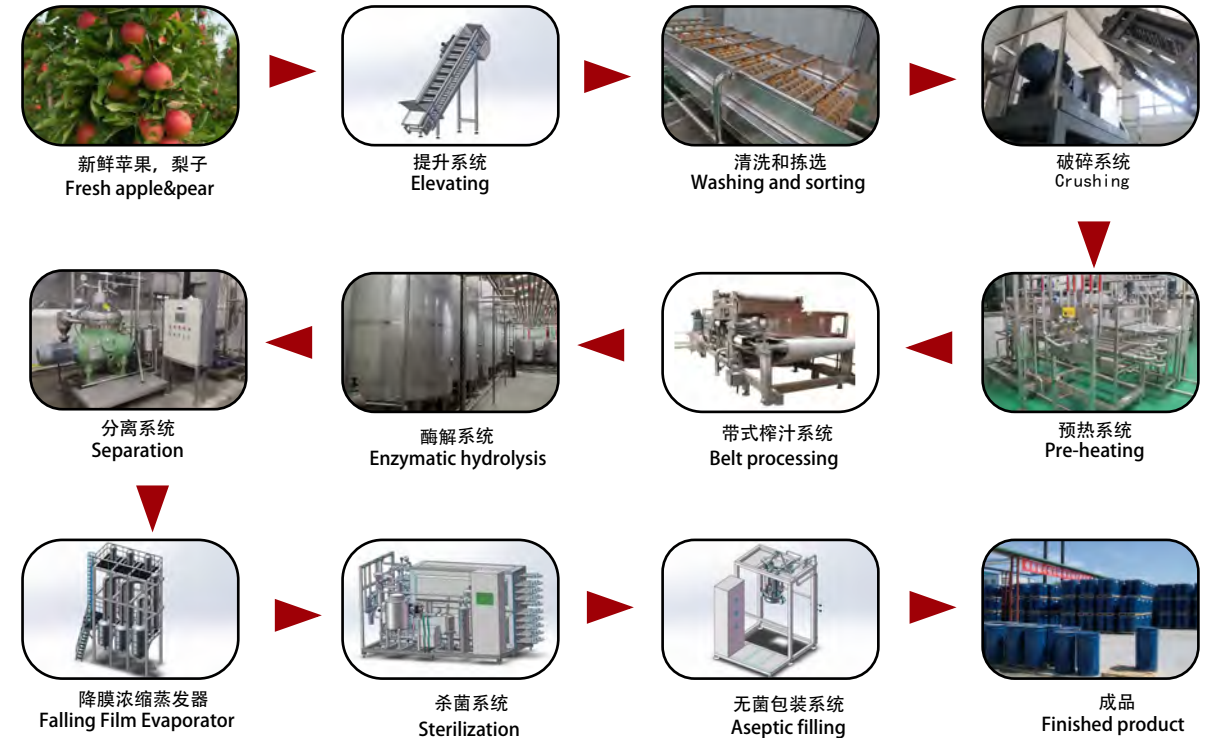 新鲜苹果，梨子
Fresh apple&pear
提升系统
Elevating
清洗和拣选
Washing and sorting
破碎系统
Crushing
预热系统
Pre-heating
带式榨汁系统
Belt processing
酶解系统
Enzymatic hydrolysis
分离系统
Separation
降膜浓缩蒸发器
Falling Film Evaporator
杀菌系统
Sterilization
无菌包装系统
Aseptic filling
成品
Finished product